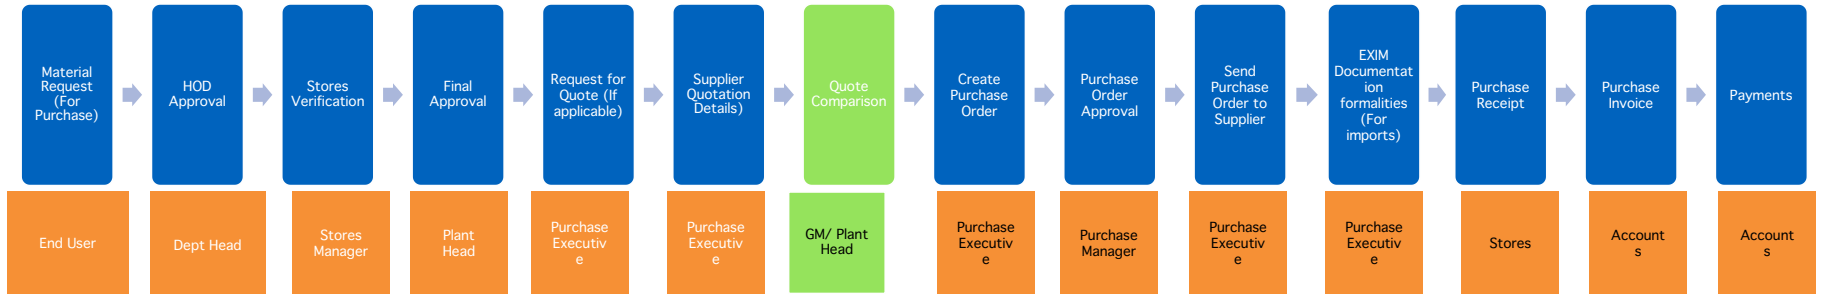 Material
Request
(For
Purchase)
HOD
Approval
Stores
Verification
Final
Approval
Request for
Quote (If
applicable)
Supplier
Quotation
Details)
Quote
Comparison
Create
Purchase
Order
Purchase
Order
Approval
Send
Purchase
Order to
Supplier
EXIM
Documentat
ion
formalities
(For
imports)
Purchase
Receipt
Purchase
Invoice
Payments
End User
Dept Head
Stores
Manager
Plant
Head
Purchase
Executiv
e
Purchase
Executiv
e
GM/ Plant
Head
Purchase
Executiv
e
Purchase
Manager
Purchase
Executiv
e
Purchase
Executiv
e
Stores
Account
s
Account
s